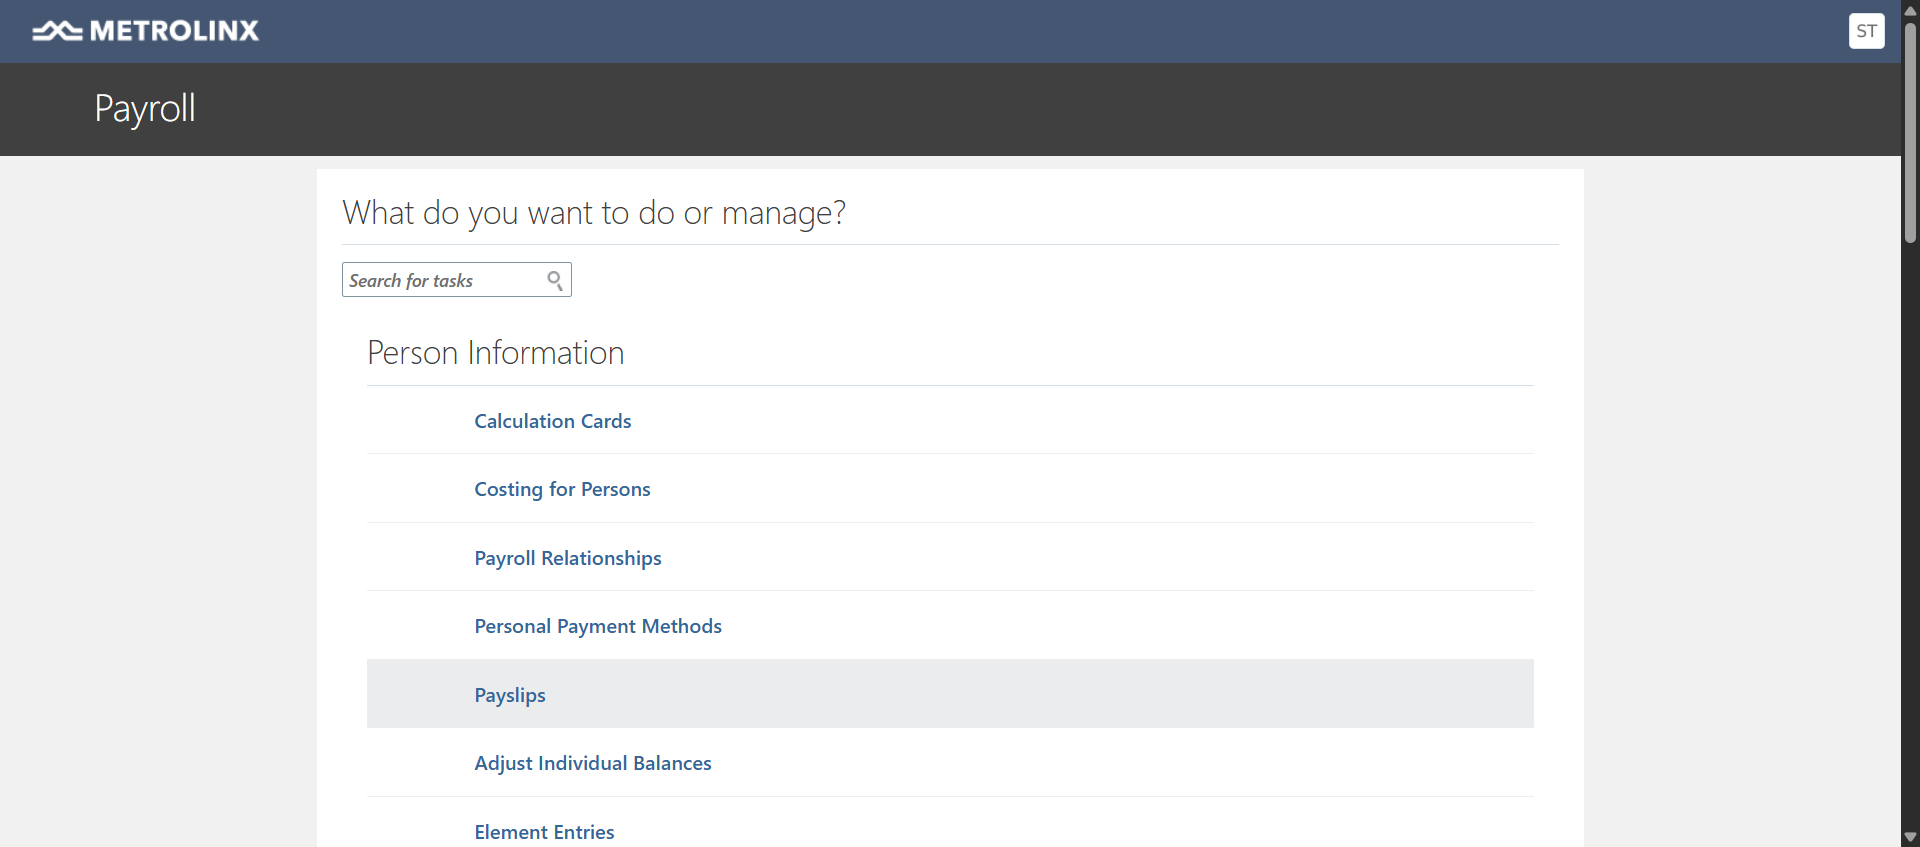 METROLINX
ST
Payroll
What do you want to do or manage?
Search for tasks
Person Information
Calculation Cards
Costing for Persons
Payroll Relationships
Personal Payment Methods
Payslips
Adjust Individual Balances
Element Entries